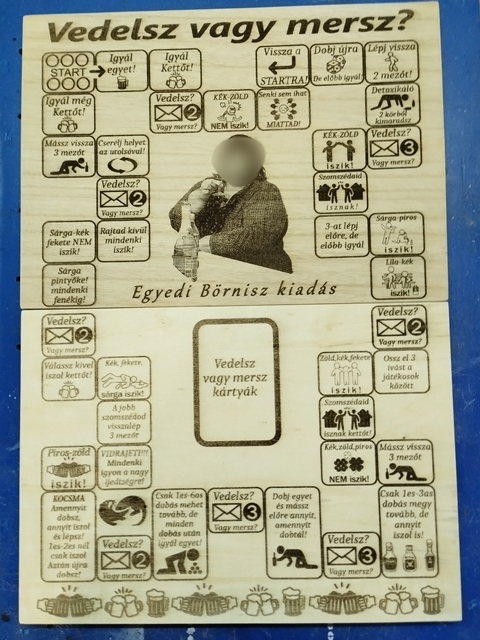 Vedelsz vagy mersz?
START
Igyál
egyet!
Igyál
Kettőt!
Vissza a
STARTRA!
Dobj újra
De előbb igyál!
Lépj vissza
2 mezőt!
Igyál még
Kettőt!
Vedelsz?
2
Vagy mersz?
KÉK-ZÖLD
NEM iszik!
Senki sem ihat
MIATTAD!
Detoxikáló
2 körből
kimaradsz
Mássz vissza
3 mezőt
Cserélj helyet
az utolsóval!
KÉK-ZÖLD
iszik!
Vedelsz?
3
Vagy mersz?
Vedelsz?
2
Vagy mersz?
Szomszédaid
isznak!
Sárga-kék
fekete NEM
iszik!
Rajtad kívül
mindenki
iszik!
3-at lépj
előre, de
előbb igyál
Sárga-piros
iszik!
Sárga
pintyőke!
mindenki
fenékig!
Lila-kék
iszik!
Egyedi Börnisz kiadás
Vedelsz?
2
Vagy mersz?
Vedelsz?
2
Vagy mersz?
Válassz kivel
iszol kettőt!
Kék, fekete,
sárga iszik!
Vedelsz
vagy mersz
kártyák
Zöld,kék,fekete
iszik!
Ossz el 3
ivást a
játékosok
között
A jobb
szomszédod
visszalép
3 mezőt
Szomszédaid
isznak kettőt!
Piros-zöld
iszik!
VIDRAJETI!!!
Mindenki
igyon a nagy
ijedtségre!
Kék, zöld,piros
NEM iszik!
Mássz vissza
3 mezőt
KOCSMA
Amennyit
dobsz,
annyit iszol
és lépsz!
1es-2es nél
csak iszol
Aztán újra
dobsz!
Vedelsz?
2
Vagy mersz?
Csak 1es-6os
dobás mehet
tovább, de
minden
dobás után
igyál egyet!
Vedelsz?
3
Vagy mersz?
Dobj egyet
és mássz
előre annyit,
amennyit
dobtál!
Vedelsz?
3
Vagy mersz?
Csak 1es-3as
dobás megy
tovább, de
annyit
iszol is!